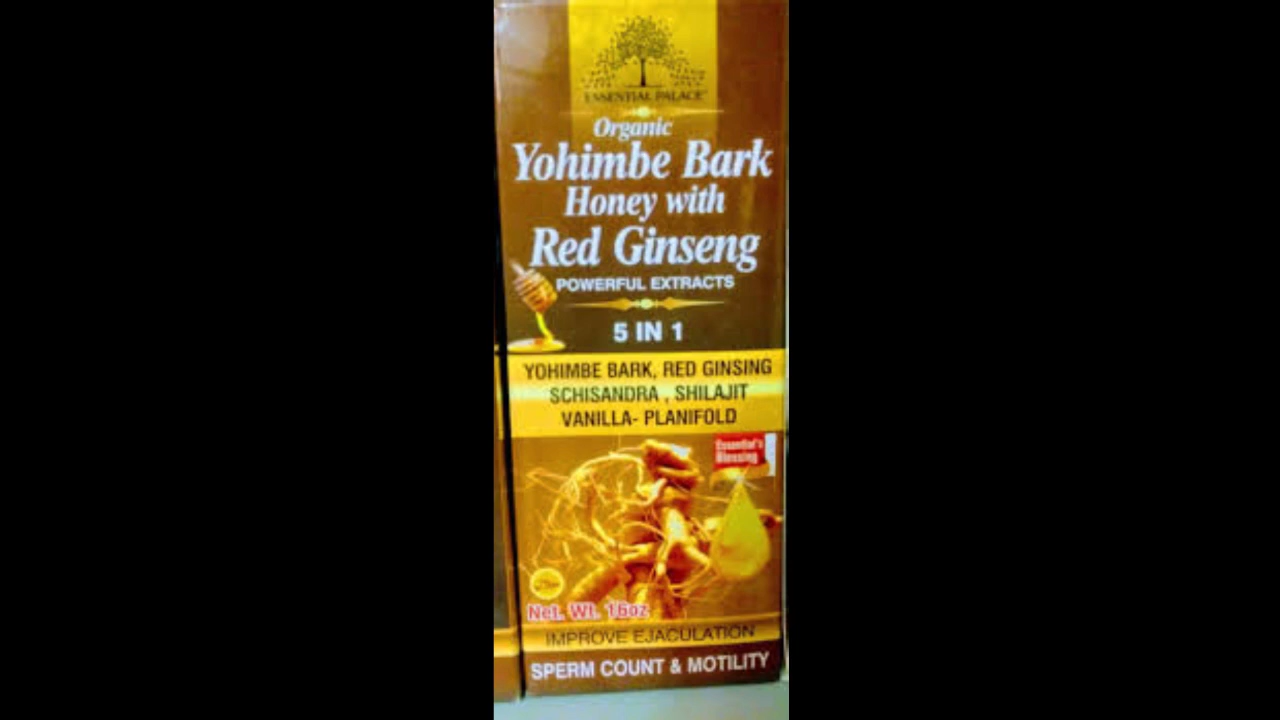 ESSENTIAL PALACE
Organic
Yohimbe Bark
Honey with
Red Ginseng
POWERFUL EXTRACTS
5 IN 1
YOHIMBE BARK, RED GINSING
SCHISANDRA , SHILAJIT
VANILLA- PLANIFOLD
Essential's
Blessing
Net. Wt. 16oz
IMPROVE EJACULATION
SPERM COUNT & MOTILITY